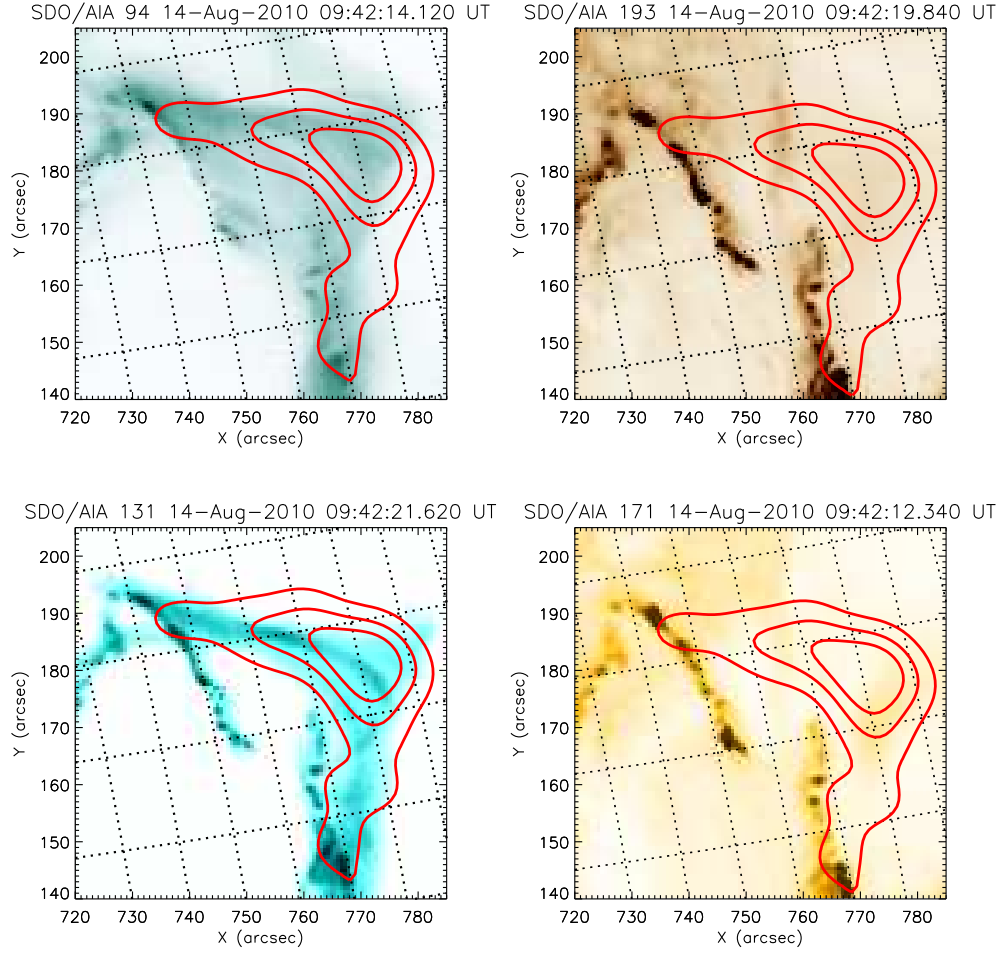 SDO/AIA 94 14-Aug-2010 09:42:14.120 UT
SDO/AIA 193 14-Aug-2010 09:42:19.840 UT
200
190
180
170
160
150
140
Y (arcsec)
720 730 740 750 760 770 780
X (arcsec)
200
190
180
170
160
150
140
Y (arcsec)
720 730 740 750 760 770 780
X (arcsec)
SDO/AIA 131 14-Aug-2010 09:42:21.620 UT
SDO/AIA 171 14-Aug-2010 09:42:12.340 UT
200
190
180
170
160
150
140
Y (arcsec)
720 730 740 750 760 770 780
X (arcsec)
200
190
180
170
160
150
140
Y (arcsec)
720 730 740 750 760 770 780
X (arcsec)